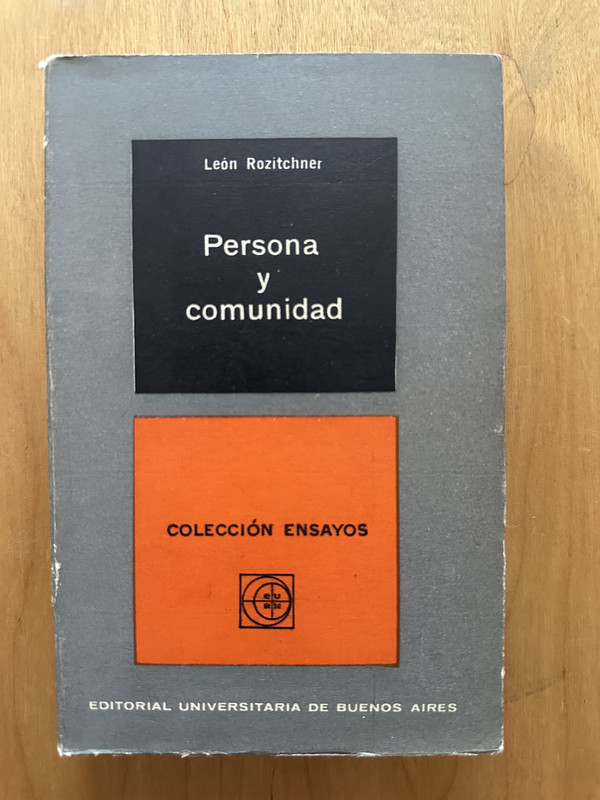 León Rozitchner
Persona
y
comunidad
COLECCIÓN ENSAYOS
EDITORIAL UNIVERSITARIA DE BUENOS AIRES